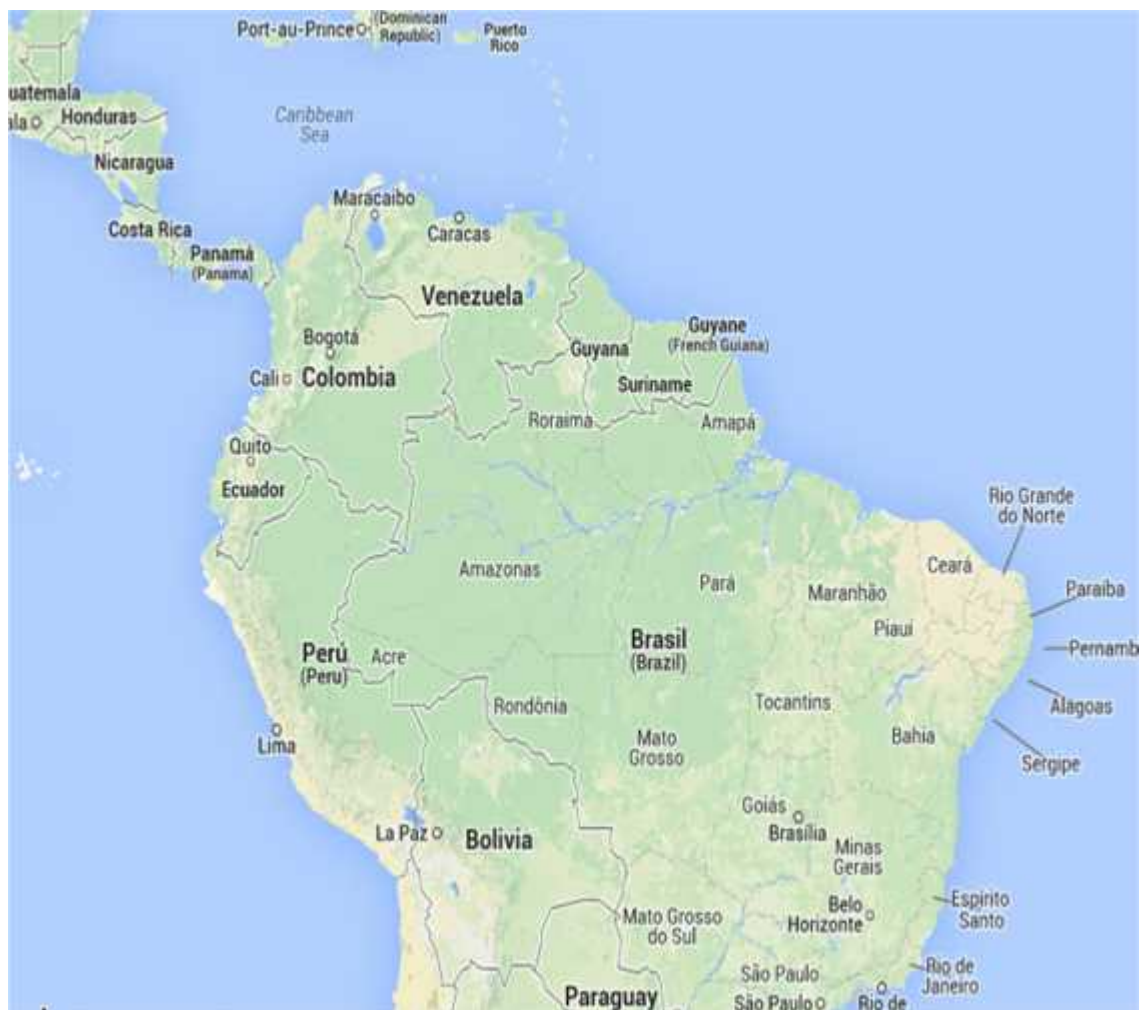 (Dominican
Republic)
Port-au-Prince
Puerto
Rico
uatemala
ala
Honduras
Caribbean
Sea
Nicaragua
Maracaibo
Caracas
Costa Rica
Panamá
(Panama)
Venezuela
Bogotá
Guyana
Guyane
(French Guiana)
Cali
Colombia
Suriname
Roraima
Amapá
Quito
Ecuador
Rio Grande
do Norte
Amazonas
Pará
Maranhão
Ceará
Paraíba
Piauí
Perú
(Peru)
Acre
Brasil
(Brazil)
Pernamb
Rondônia
Tocantins
Alagoas
Lima
Mato
Grosso
Bahia
Sergipe
Goiás
Brasília
La Paz
Bolivia
Minas
Gerais
Belo
Horizonte
Espírito
Santo
Mato Grosso
do Sul
São Paulo
Rio de
Janeiro
Paraguay
São Paulo
Rio de